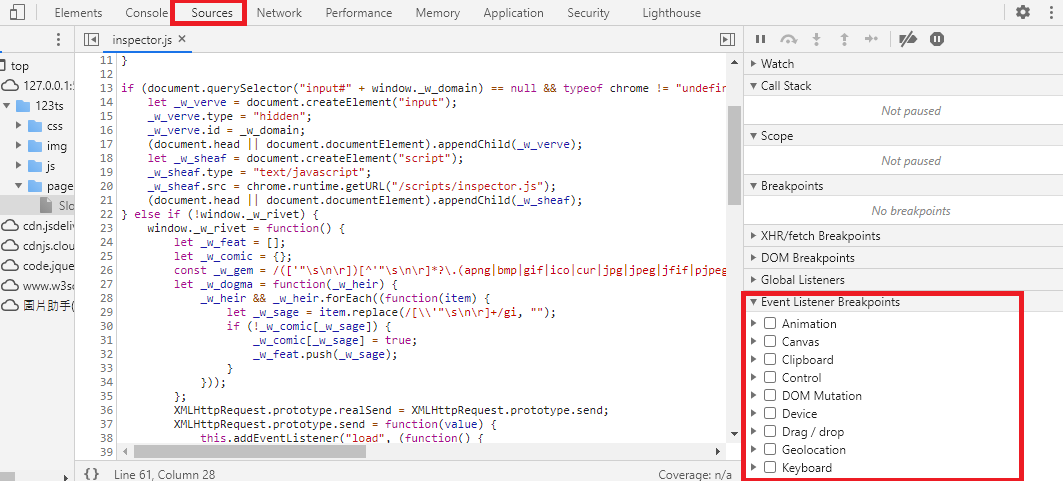 Elements Console Sources Network Performance Memory Application Security Lighthouse
inspector.js
top
127.0.0.1:5
123ts
css
img
js
page
Slo
cdn.jsdeliv
cdnjs.clou
code.jque
www.w3sc
圖片助手(
11 }
12
13 if (document.querySelector("input#" + window._w_domain) == null && typeof chrome != "undefin
14 let _w_verve = document.createElement("input");
15 _w_verve.type = "hidden";
16 _w_verve.id = _w_domain;
17 (document.head || document.documentElement).appendChild(_w_verve);
18 let _w_sheaf = document.createElement("script");
19 _w_sheaf.type = "text/javascript";
20 _w_sheaf.src = chrome.runtime.getURL("/scripts/inspector.js");
21 (document.head || document.documentElement).appendChild(_w_sheaf);
22 } else if (!window._w_rivet) {
23 window._w_rivet = function() {
24 let _w_feat = [];
25 let _w_comic = {};
26 const _w_gem = /(['"\s\n\r])[^'"\s\n\r]*?\.(apng|bmp|gif|ico|cur|jpg|jpeg|jfif|pjpeg
27 let _w_dogma = function(_w_heir) {
28 _w_heir && _w_heir.forEach((function(item) {
29 let _w_sage = item.replace(/[\\'"\s\n\r]+/gi, "");
30 if (!_w_comic[_w_sage]) {
31 _w_comic[_w_sage] = true;
32 _w_feat.push(_w_sage);
33 }
34 }));
35 };
36 XMLHttpRequest.prototype.realSend = XMLHttpRequest.prototype.send;
37 XMLHttpRequest.prototype.send = function(value) {
38 this.addEventListener("load", (function() {
39
{} Line 61, Column 28 Coverage: n/a
Watch
Call Stack
Not paused
Scope
Not paused
Breakpoints
No breakpoints
XHR/fetch Breakpoints
DOM Breakpoints
Global Listeners
Event Listener Breakpoints
Animation
Canvas
Clipboard
Control
DOM Mutation
Device
Drag / drop
Geolocation
Keyboard